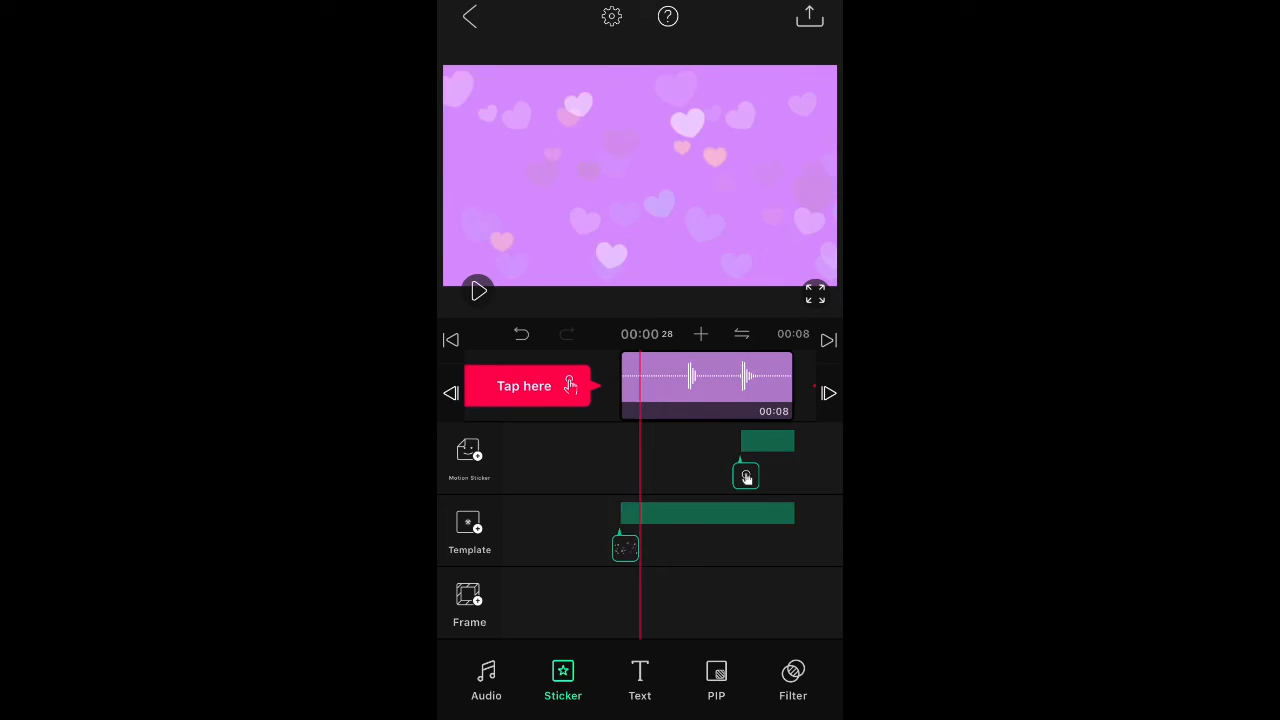 00:00 28
00:08
Tap here
00:08
Motion Sticker
Template
Frame
Audio
Sticker
Text
PIP
Filter